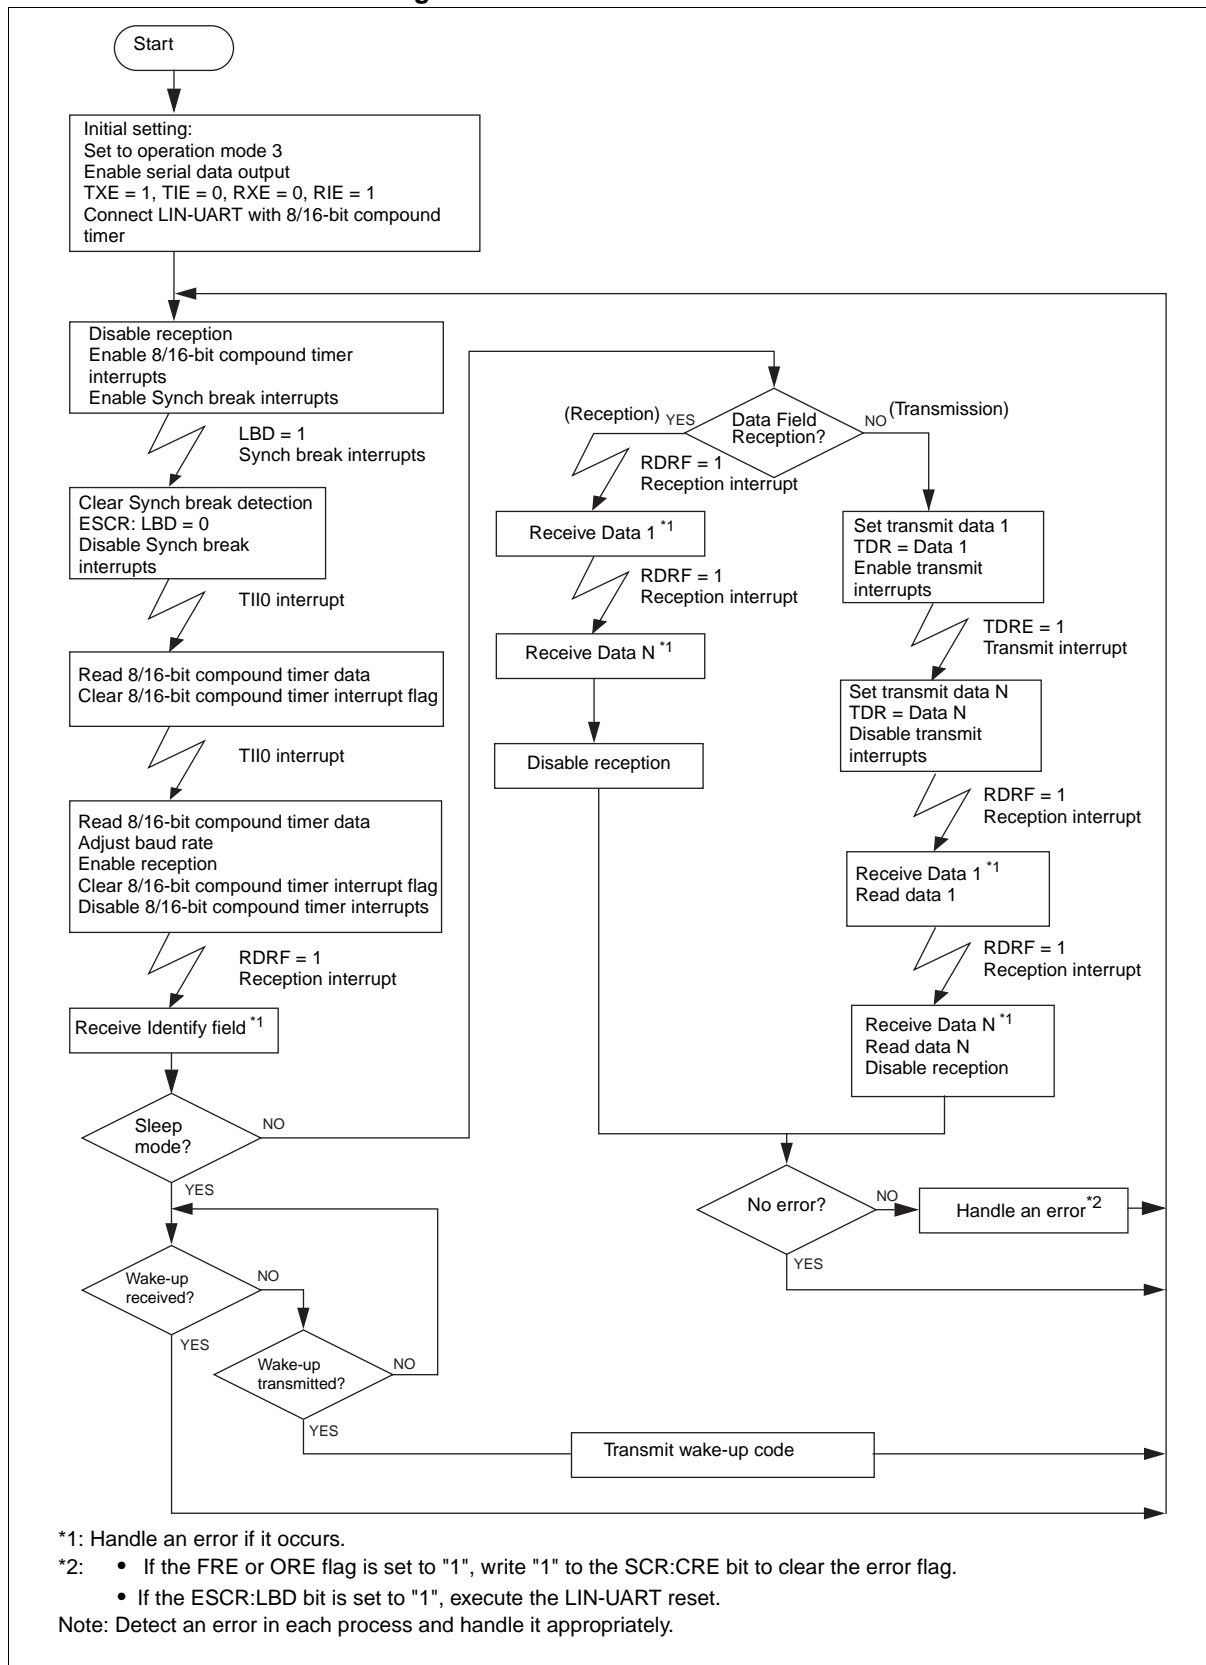 Start
Initial setting:
Set to operation mode 3
Enable serial data output
TXE = 1, TIE = 0, RXE = 0, RIE = 1
Connect LIN-UART with 8/16-bit compound
timer
Disable reception
Enable 8/16-bit compound timer
interrupts
Enable Synch break interrupts
LBD = 1
Synch break interrupts
Clear Synch break detection
ESCR: LBD = 0
Disable Synch break
interrupts
TII0 interrupt
Read 8/16-bit compound timer data
Clear 8/16-bit compound timer interrupt flag
TII0 interrupt
Read 8/16-bit compound timer data
Adjust baud rate
Enable reception
Clear 8/16-bit compound timer interrupt flag
Disable 8/16-bit compound timer interrupts
RDRF = 1
Reception interrupt
Receive Identify field *1
Sleep
mode?
NO
YES
Wake-up
received?
NO
YES
Wake-up
transmitted?
NO
YES
Transmit wake-up code
Data Field
Reception?
(Reception) YES
NO (Transmission)
RDRF = 1
Reception interrupt
Receive Data 1 *1
RDRF = 1
Reception interrupt
Receive Data N *1
Disable reception
Set transmit data 1
TDR = Data 1
Enable transmit
interrupts
TDRE = 1
Transmit interrupt
Set transmit data N
TDR = Data N
Disable transmit
interrupts
RDRF = 1
Reception interrupt
Receive Data 1 *1
Read data 1
RDRF = 1
Reception interrupt
Receive Data N *1
Read data N
Disable reception
No error?
NO
YES
Handle an error *2
*1: Handle an error if it occurs.
*2: • If the FRE or ORE flag is set to "1", write "1" to the SCR:CRE bit to clear the error flag.
• If the ESCR:LBD bit is set to "1", execute the LIN-UART reset.
Note: Detect an error in each process and handle it appropriately.